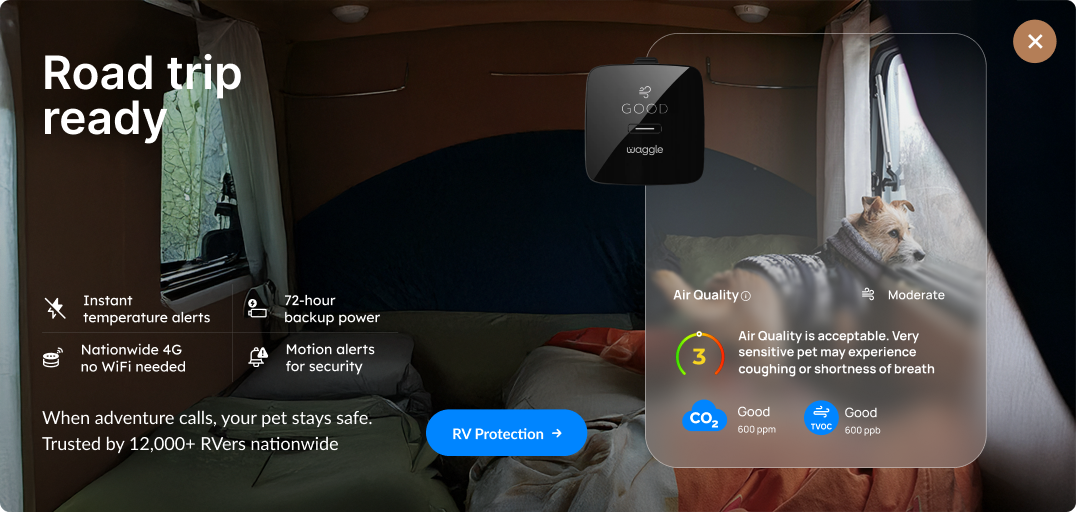 Road trip
ready
Instant
temperature alerts
72-hour
backup power
Nationwide 4G
no WiFi needed
Motion alerts
for security
When adventure calls, your pet stays safe.
Trusted by 12,000+ RVers nationwide
RV Protection →
GOOD
waggle
Air Quality
Moderate
3
Air Quality is acceptable. Very
sensitive pet may experience
coughing or shortness of breath
CO2
Good
600 ppm
TVOC
Good
600 ppb